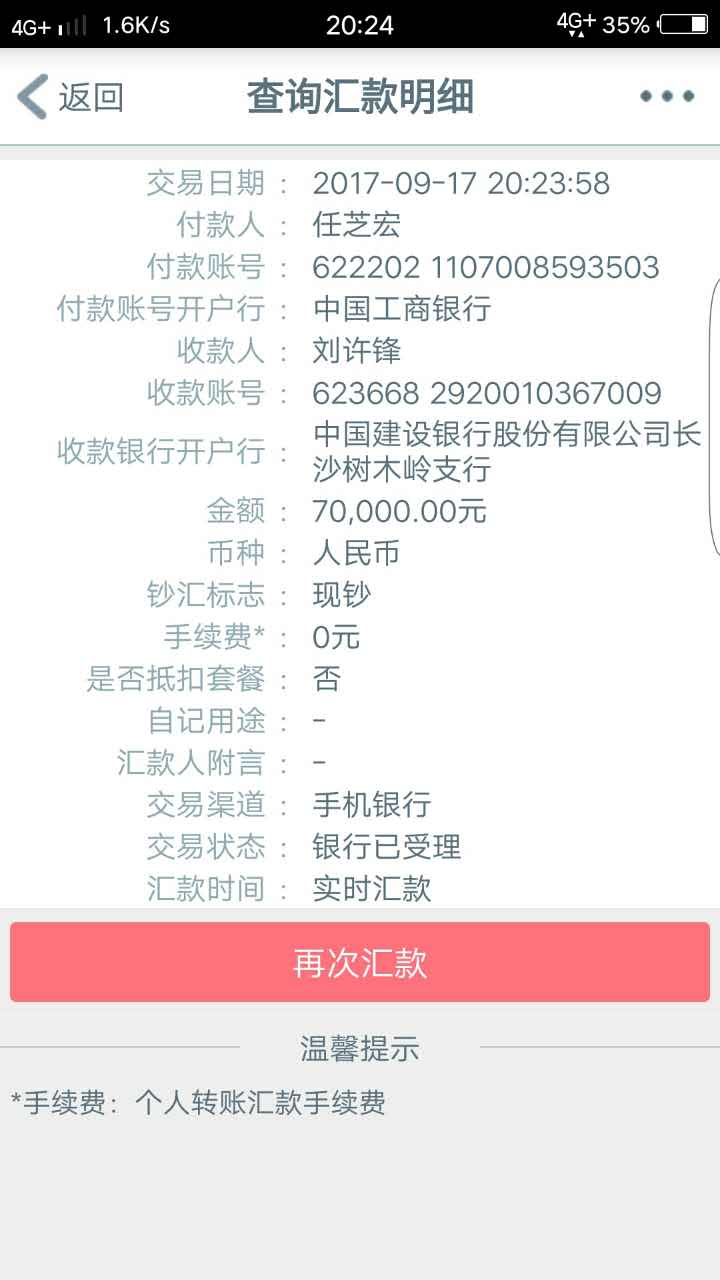 4G+ 1.6K/s 20:24 4G+ 35%
返回 查询汇款明细
交易日期 : 2017-09-17 20:23:58
付款人 : 任芝宏
付款账号 : 622202 1107008593503
付款账号开户行 : 中国工商银行
收款人 : 刘许锋
收款账号 : 623668 2920010367009
收款银行开户行 : 中国建设银行股份有限公司长
沙树木岭支行
金额 : 70,000.00元
币种 : 人民币
钞汇标志 : 现钞
手续费* : 0元
是否抵扣套餐 : 否
自记用途 : -
汇款人附言 : -
交易渠道 : 手机银行
交易状态 : 银行已受理
汇款时间 : 实时汇款
再次汇款
温馨提示
*手续费：个人转账汇款手续费